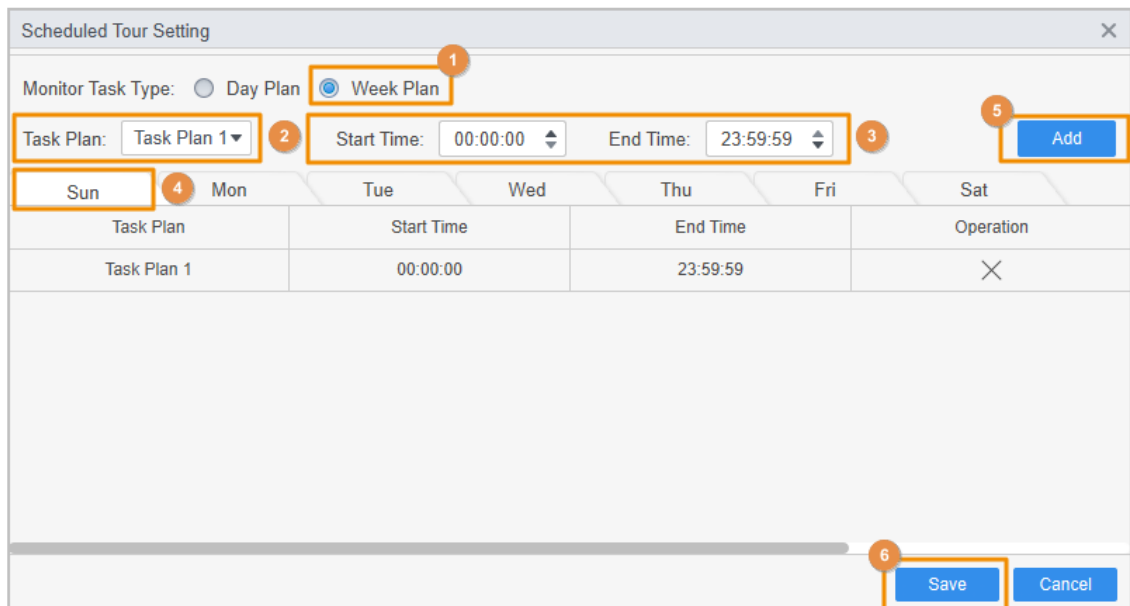 Scheduled Tour Setting
1
Monitor Task Type: Day Plan Week Plan
5
Task Plan: Task Plan 1 2 Start Time: 00:00:00 End Time: 23:59:59 3 Add
Sun 4 Mon Tue Wed Thu Fri Sat
Task Plan Start Time End Time Operation
Task Plan 1 00:00:00 23:59:59
6
Save Cancel